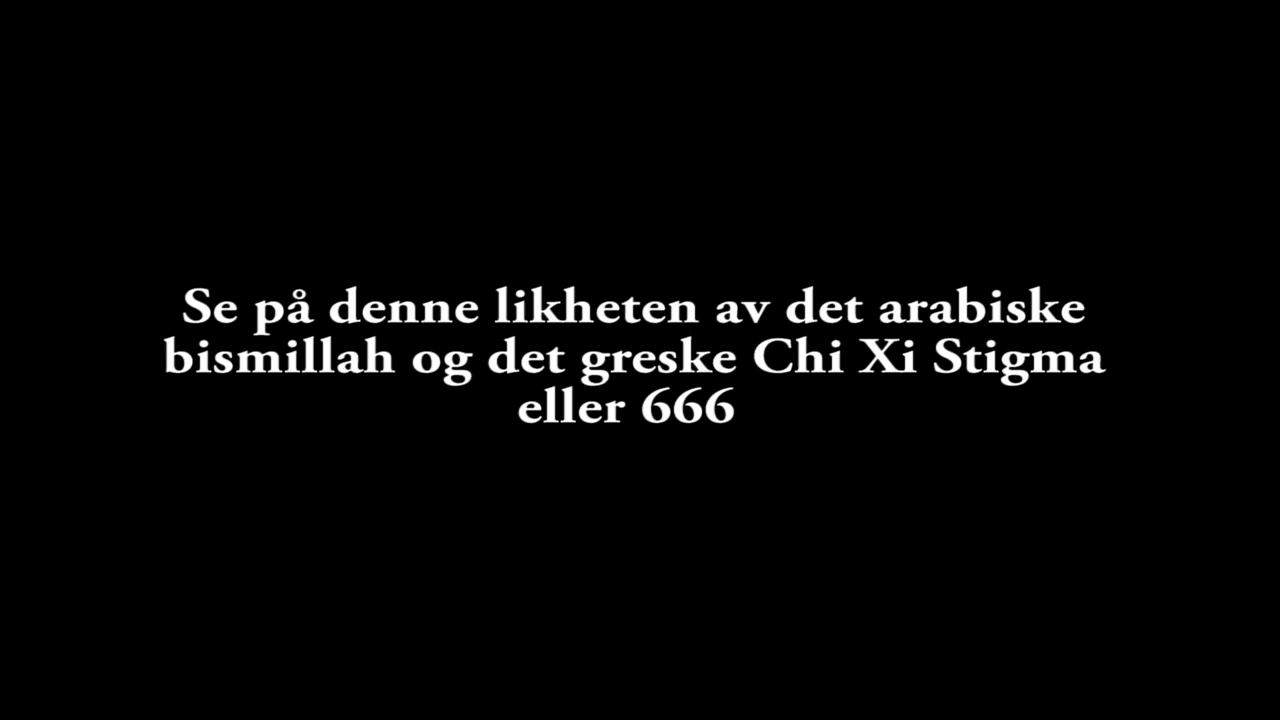 Se på denne likheten av det arabiske
bismillah og det greske Chi Xi Stigma
eller 666